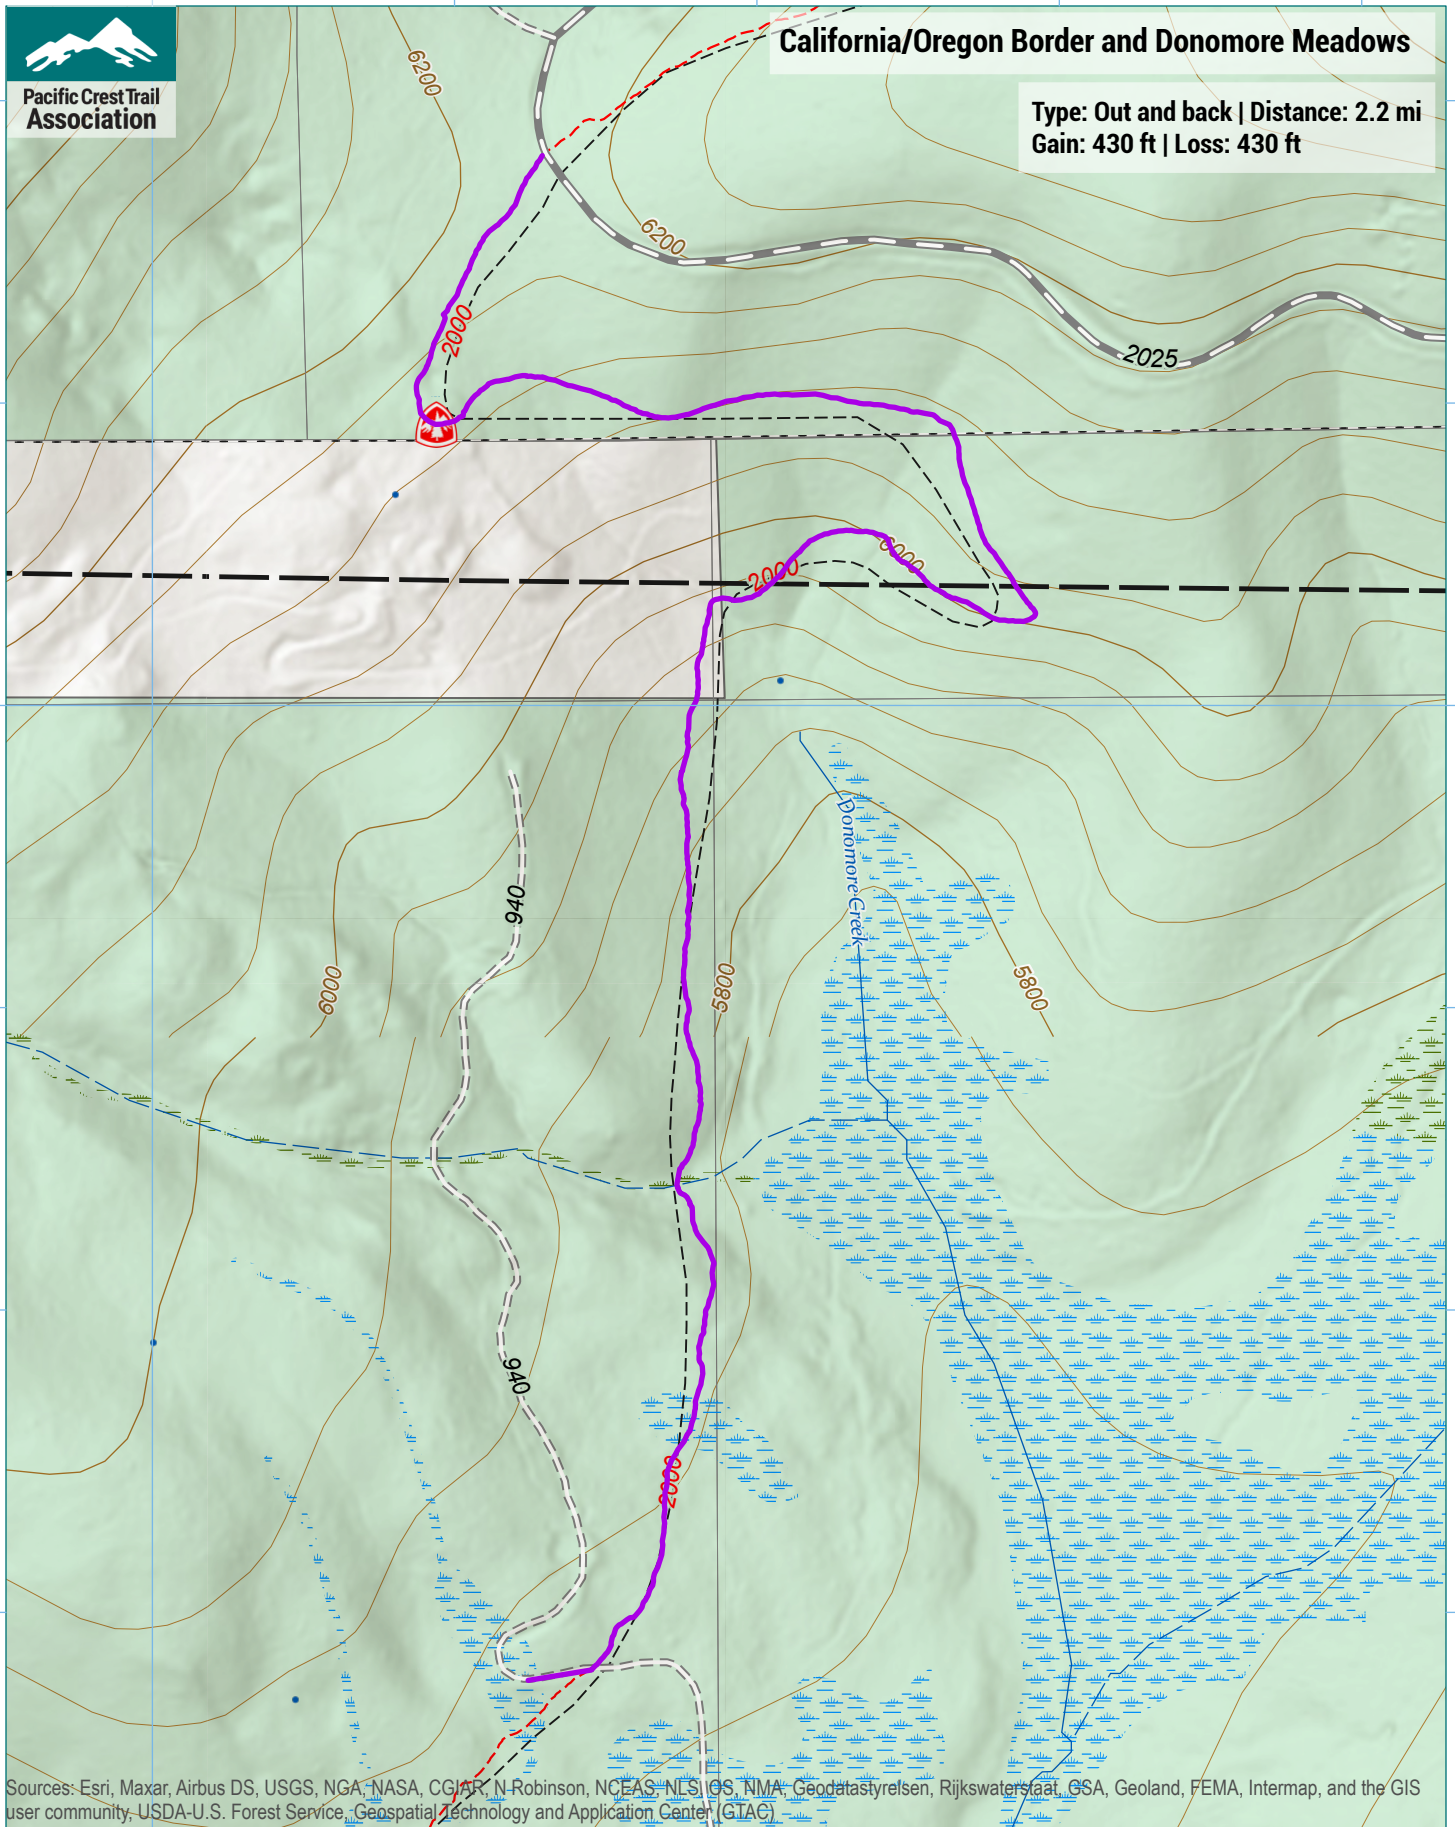 California/Oregon Border and Donomore Meadows
Pacific Crest Trail
Association
Type: Out and back | Distance: 2.2 mi
Gain: 430 ft | Loss: 430 ft
6200
6200
2000
2025
6000
2000
Donomore Creek
940
6000
5800
5800
940
2000
Sources: Esri, Maxar, Airbus DS, USGS, NGA, NASA, CGIAR, N Robinson, NCEAS, NLS, OS, NMA, Geodatastyrelsen, Rijkswaterstaat, GSA, Geoland, FEMA, Intermap, and the GIS
user community, USDA-U.S. Forest Service, Geospatial Technology and Application Center (GTAC)